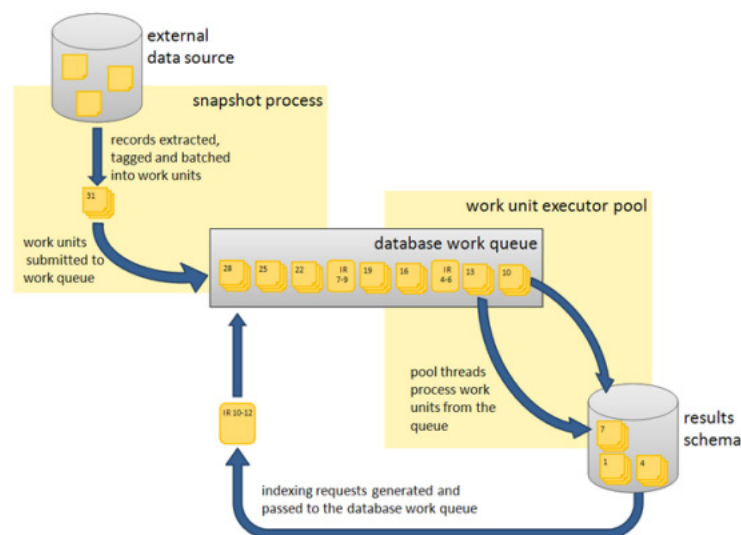 external
data source
snapshot process
records extracted,
tagged and batched
into work units
31
work units
submitted to
work queue
work unit executor pool
database work queue
28
25
22
IR
7-9
19
16
IR
4-6
13
10
pool threads
process work
units from the
queue
IR 10-12
7
1
4
results
schema
indexing requests generated and
passed to the database work queue